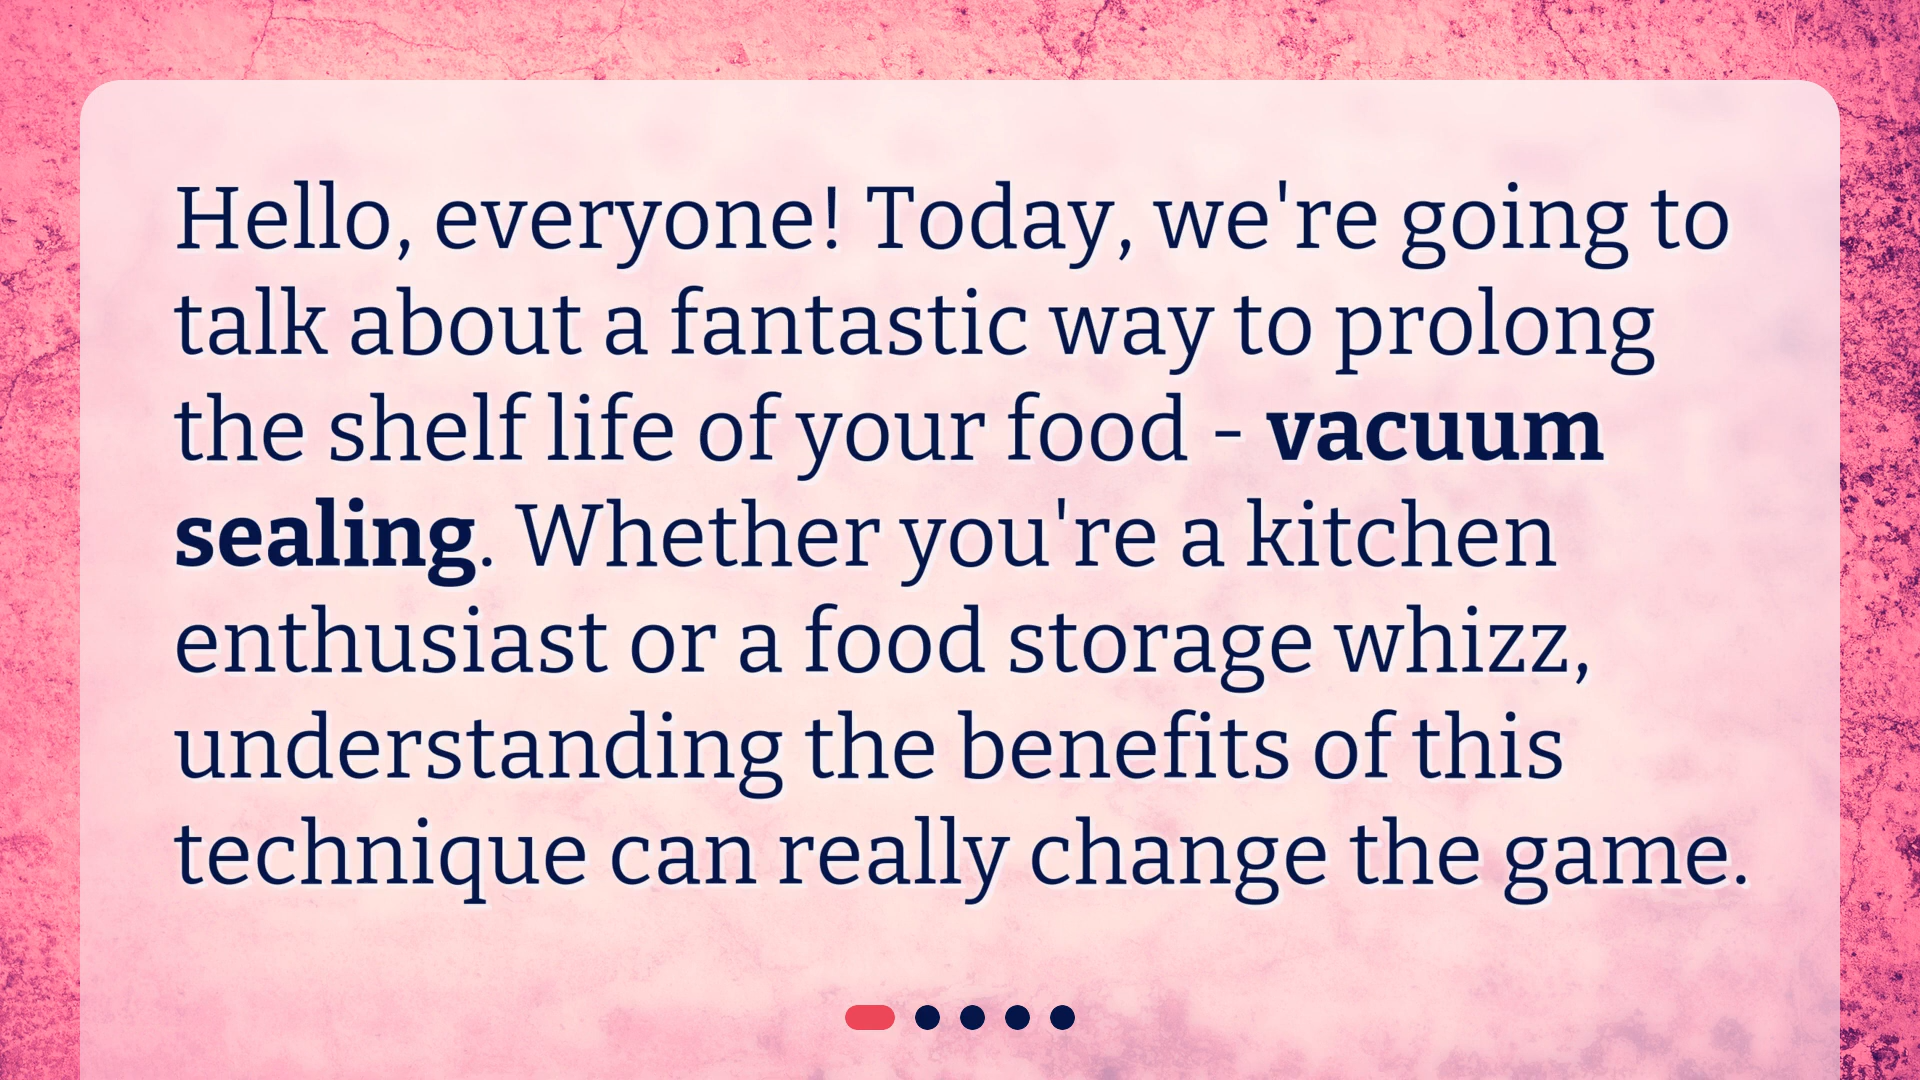 Hello, everyone! Today, we're going to
talk about a fantastic way to prolong
the shelf life of your food - vacuum
sealing. Whether you're a kitchen
enthusiast or a food storage whizz,
understanding the benefits of this
technique can really change the game.